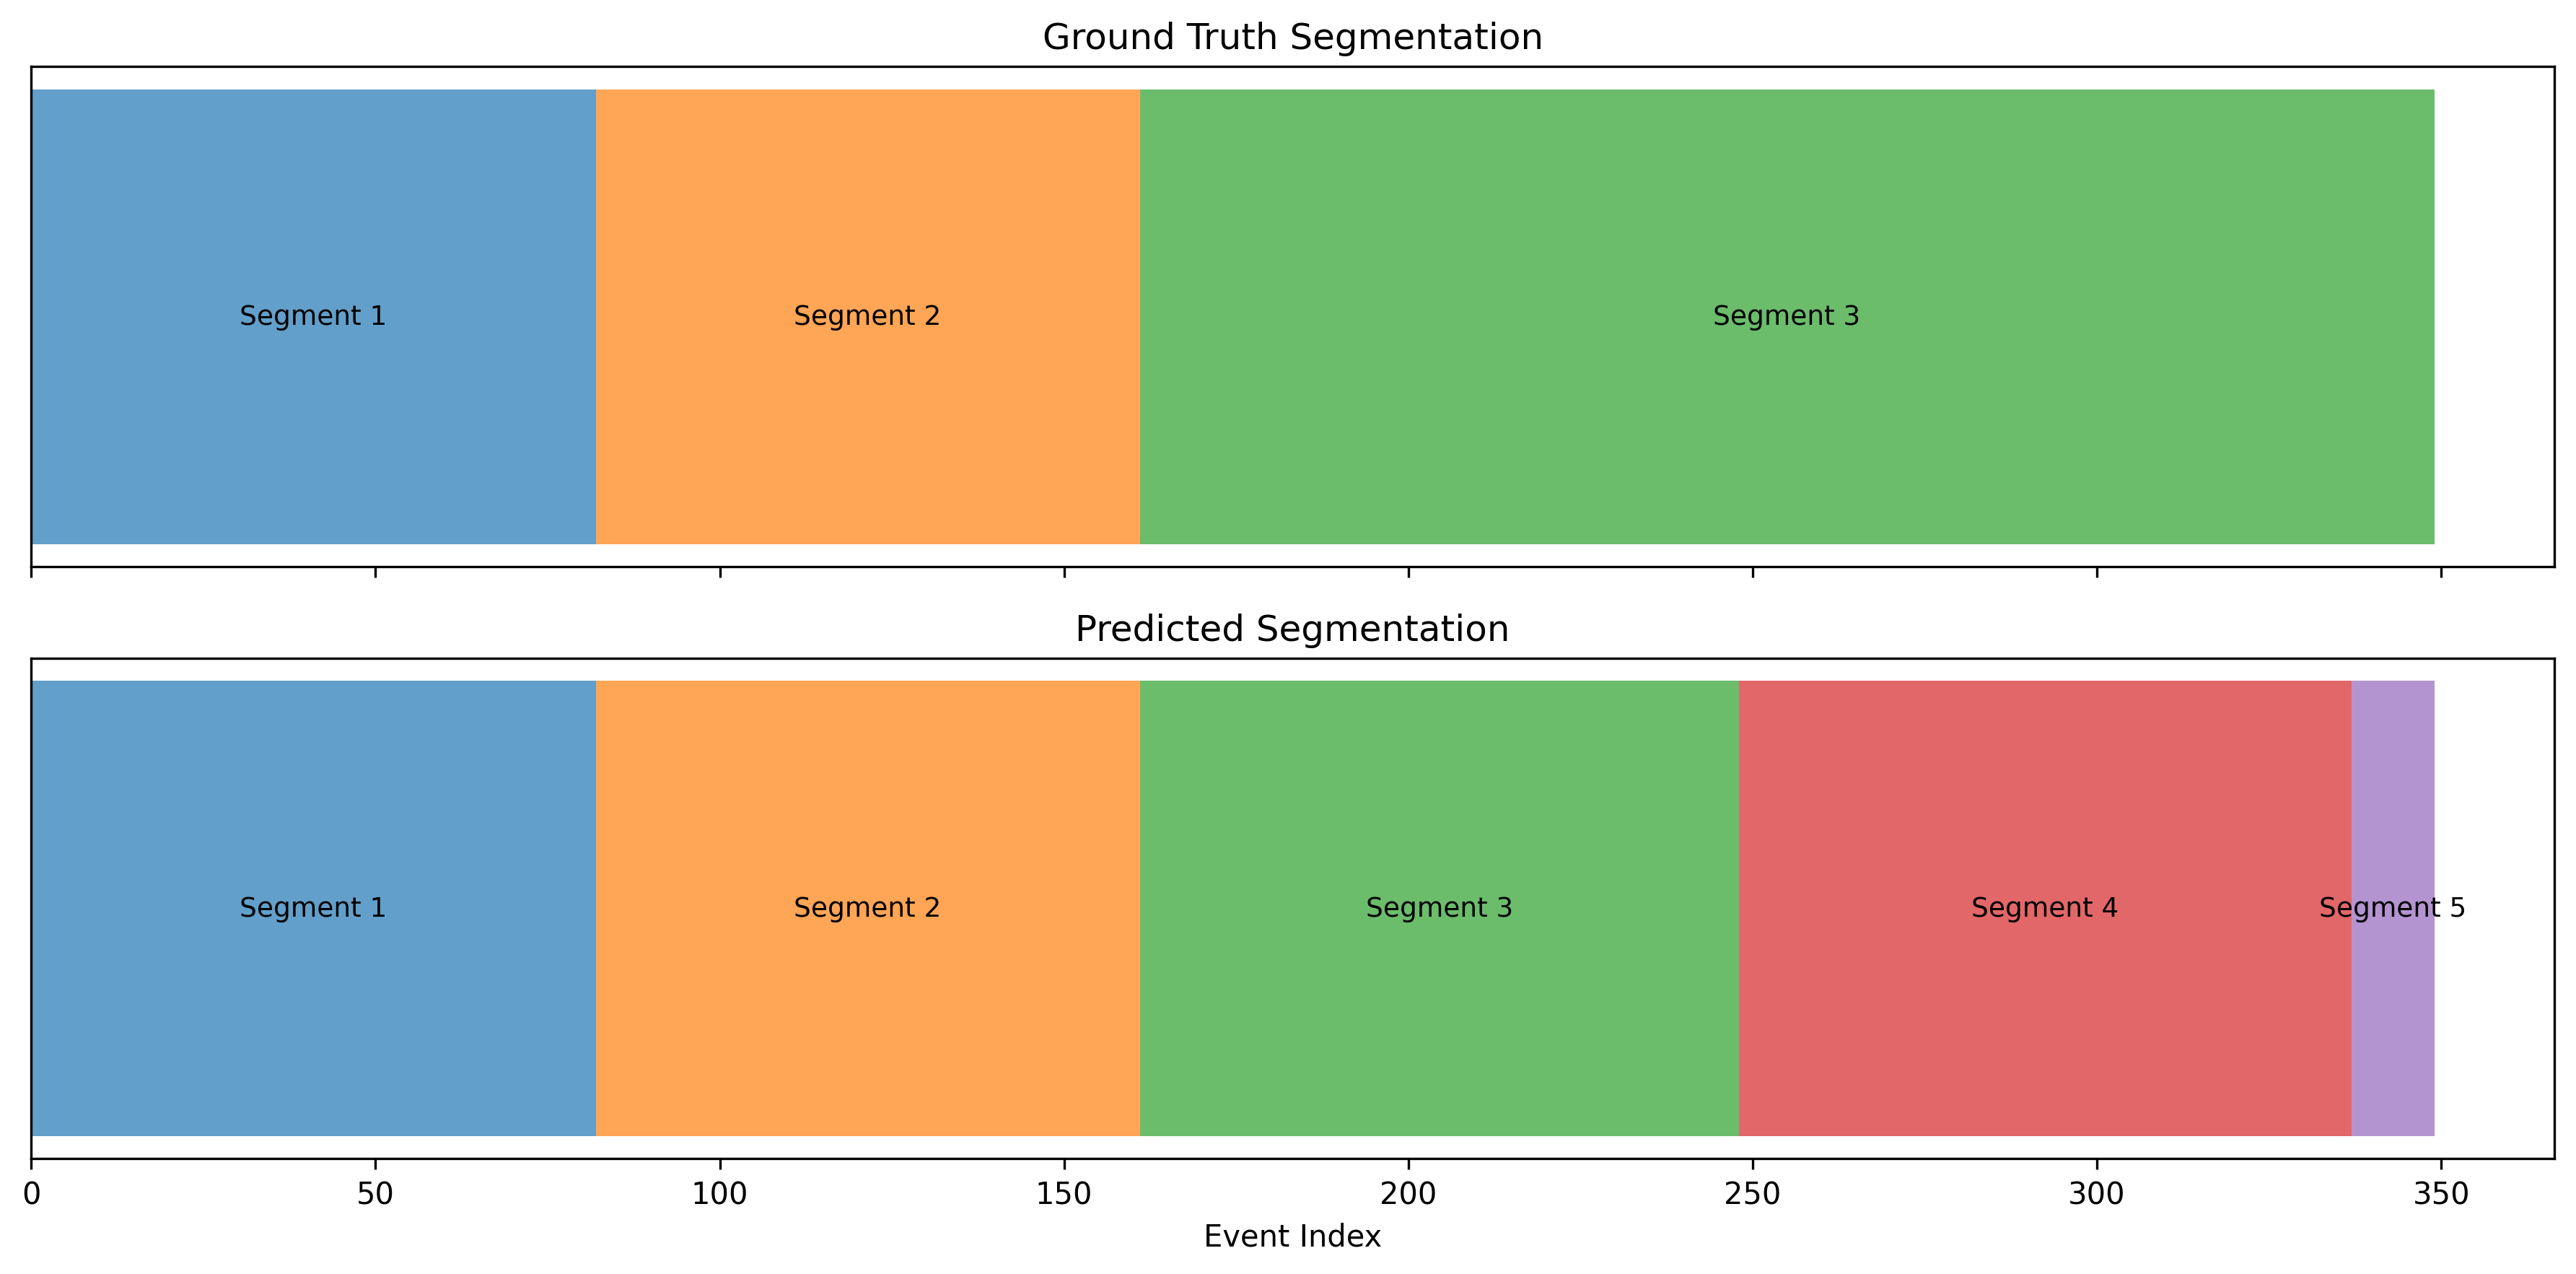 Ground Truth Segmentation
Segment 1 Segment 2 Segment 3
Predicted Segmentation
Segment 1 Segment 2 Segment 3 Segment 4 Segment 5
0 50 100 150 200 250 300 350
Event Index